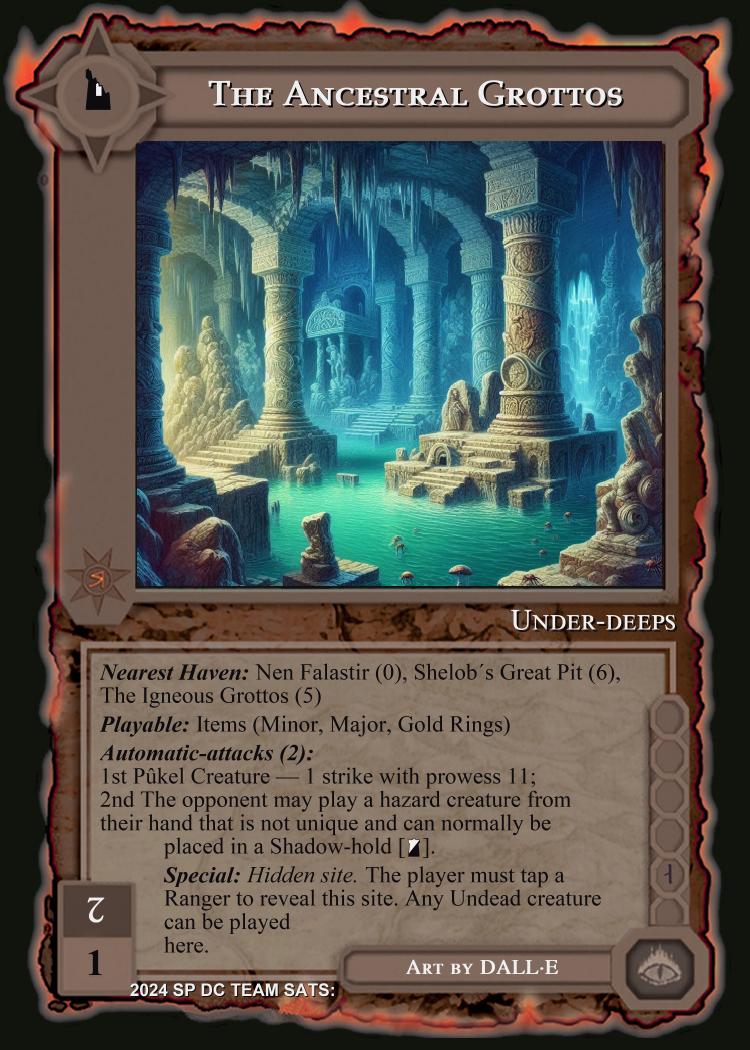 The Ancestral Grottos
Under-deeps
Nearest Haven: Nen Falastir (0), Shelob´s Great Pit (6),
The Igneous Grottos (5)
Playable: Items (Minor, Major, Gold Rings)
Automatic-attacks (2):
1st Pûkel Creature — 1 strike with prowess 11;
2nd The opponent may play a hazard creature from
their hand that is not unique and can normally be
placed in a Shadow-hold [].
Special: Hidden site. The player must tap a
Ranger to reveal this site. Any Undead creature
can be played
here.
2
1
Art by DALL·E
2024 SP DC TEAM SATS: